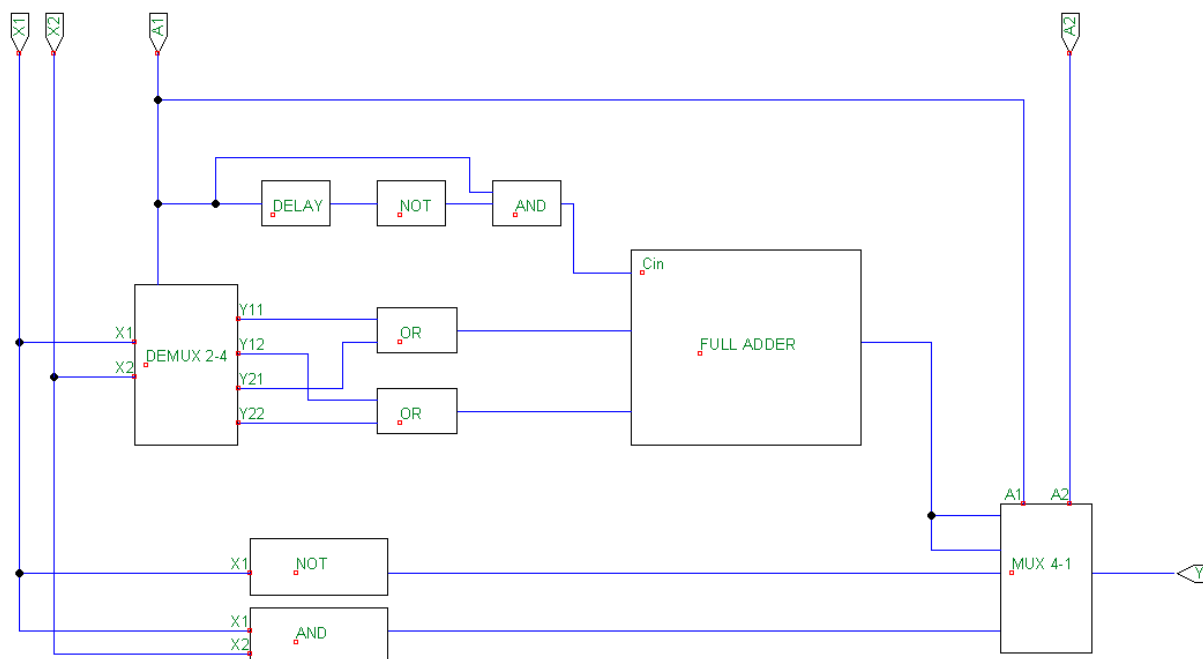 X1
X2
A1
A2
DELAY
NOT
AND
Cin
FULL ADDER
X1
X2
DEMUX 2-4
Y11
Y12
Y21
Y22
OR
OR
A1
A2
MUX 4-1
Y
X1
NOT
X1
X2
AND